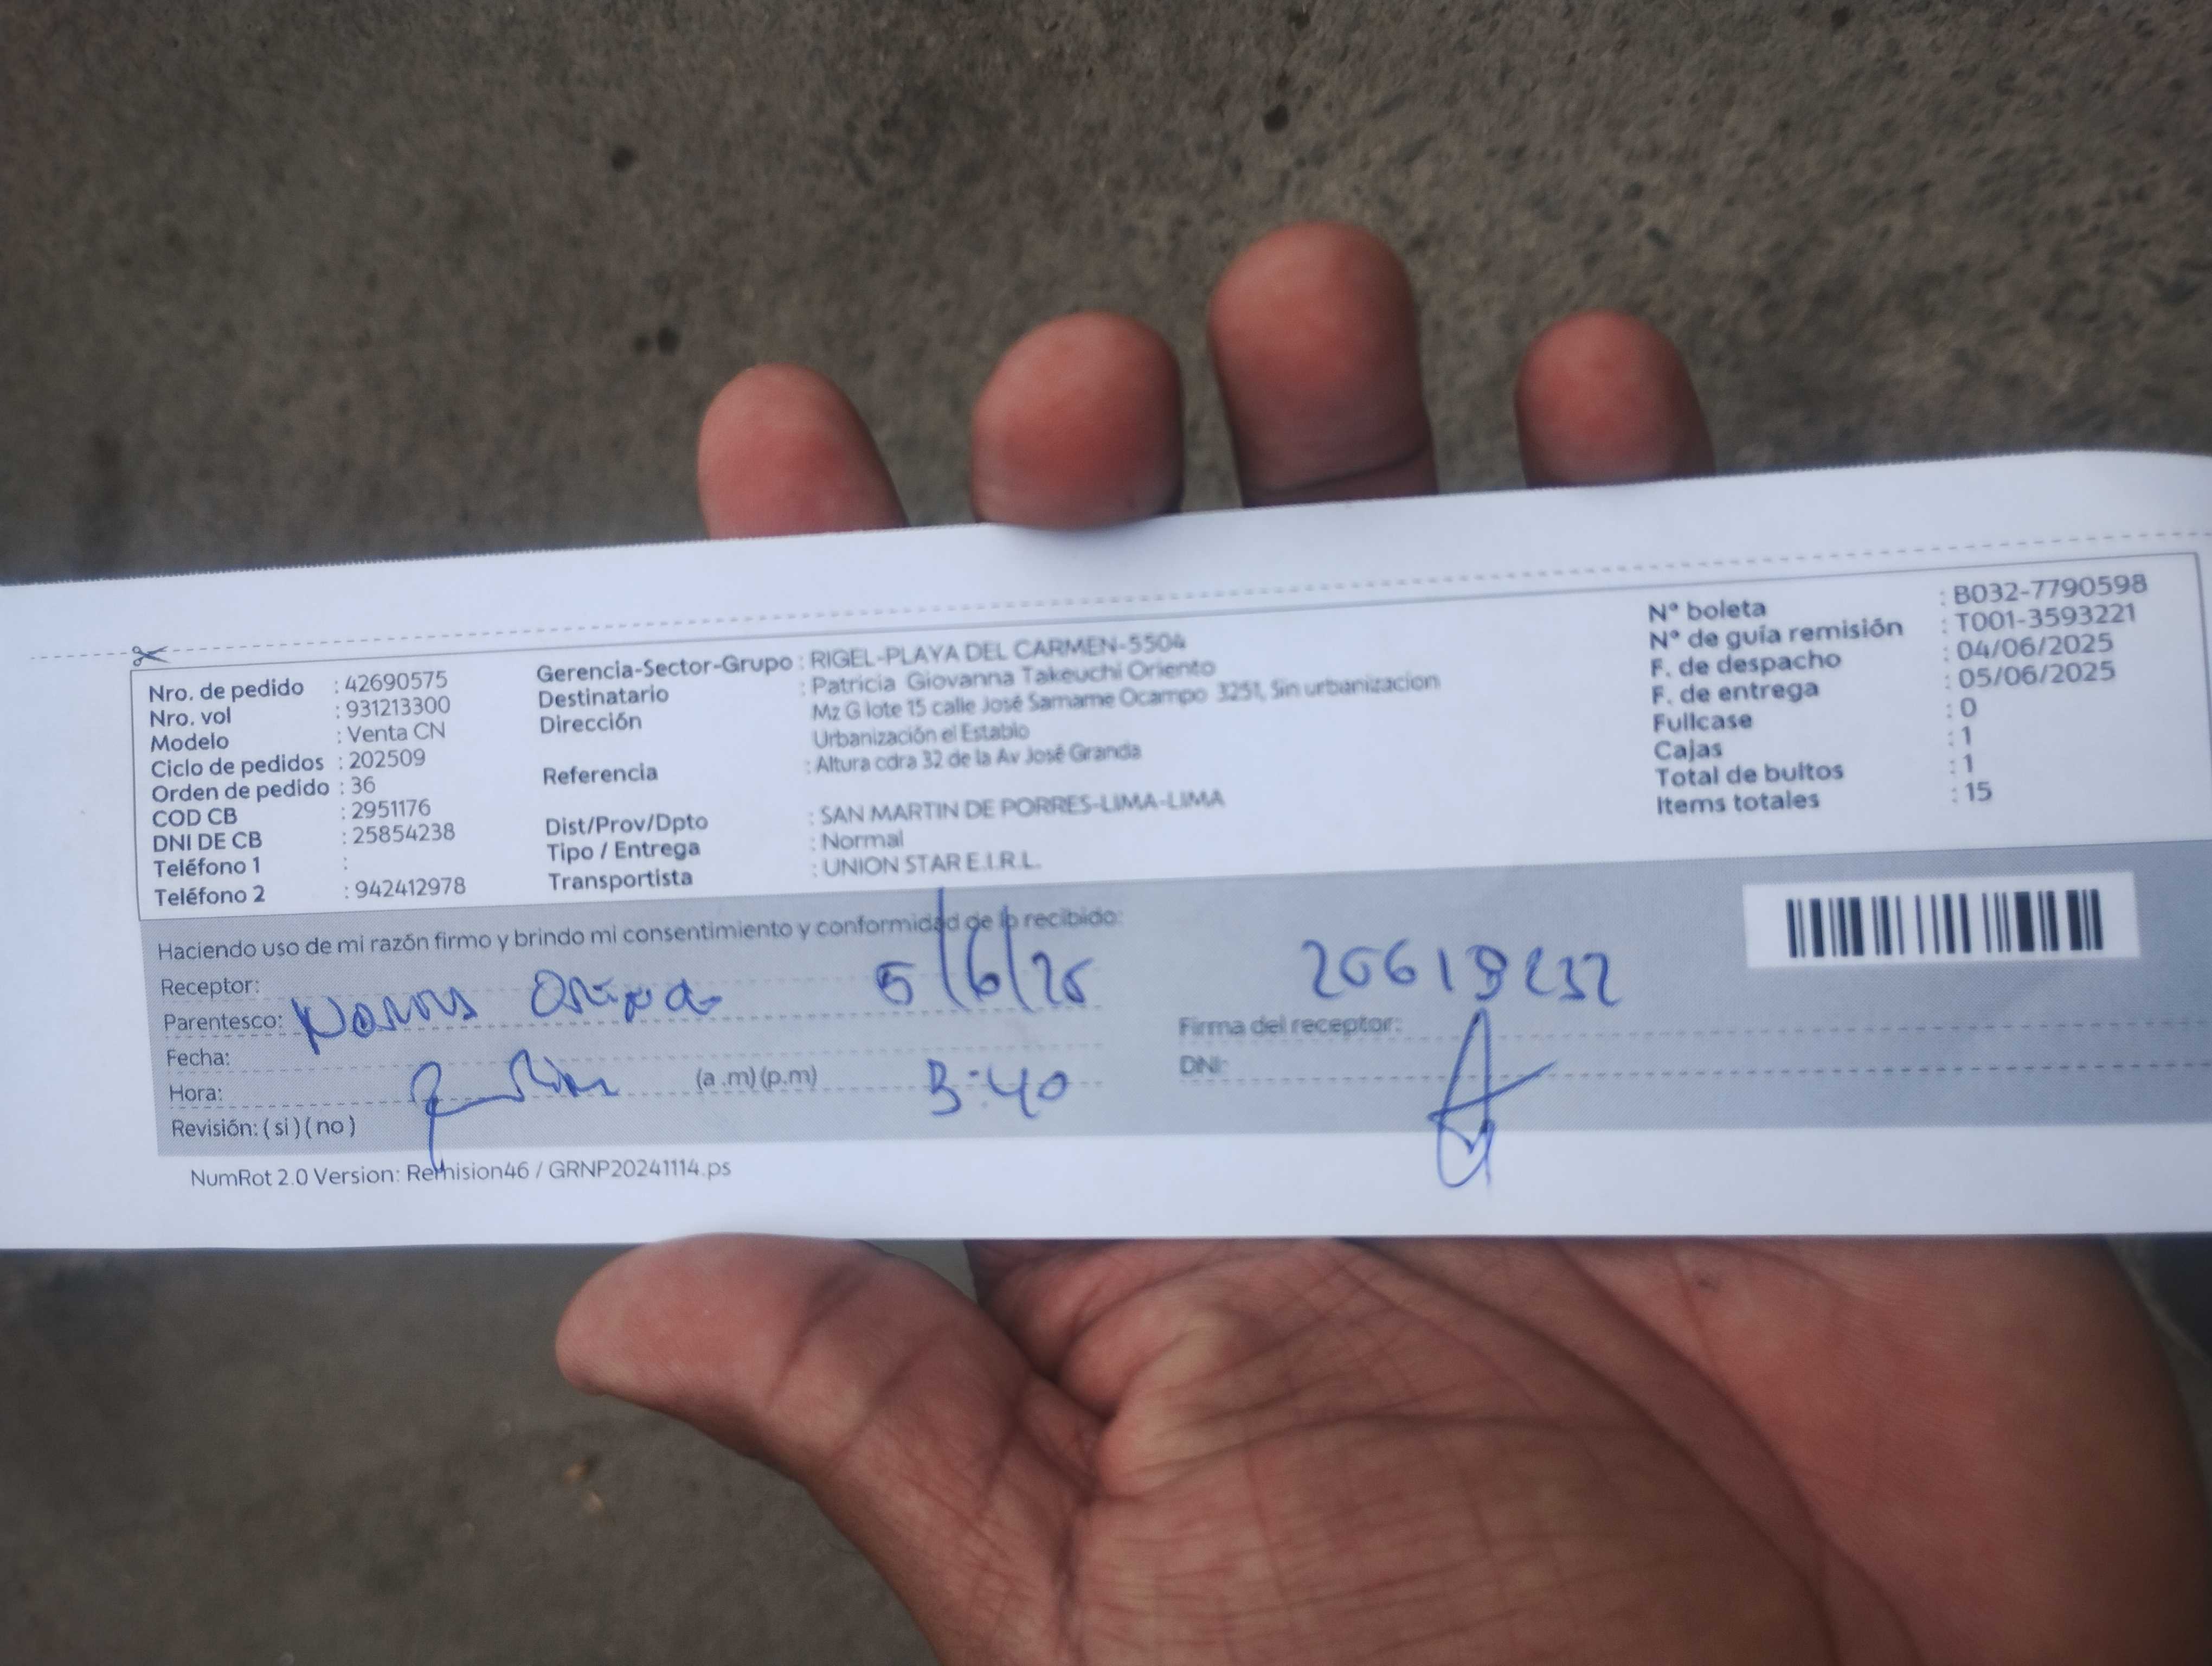 Nro. de pedido : 42690575
Nro. vol : 931213300
Modelo : Venta CN
Ciclo de pedidos : 202509
Orden de pedido : 36
COD CB : 2951176
DNI DE CB : 25854238
Teléfono 1 :
Teléfono 2 : 942412978
Gerencia-Sector-Grupo : RIGEL-PLAYA DEL CARMEN-5504
Destinatario : Patricia Giovanna Takeuchi Oriento
Dirección Mz G lote 15 calle José Samame Ocampo 3251, Sin urbanizacion
Urbanización el Establo
Referencia : Altura cdra 32 de la Av José Granda
Dist/Prov/Dpto : SAN MARTIN DE PORRES-LIMA-LIMA
Tipo / Entrega : Normal
Transportista : UNION STAR E.I.R.L.
Nº boleta : B032-7790598
Nº de guía remisión : T001-3593221
F. de despacho : 04/06/2025
F. de entrega : 05/06/2025
Fullcase : 0
Cajas : 1
Total de bultos : 1
Items totales : 15
Haciendo uso de mi razón firmo y brindo mi consentimiento y conformidad de lo recibido:
Receptor:
Parentesco:
5/6/25
Fecha:
Hora: (a .m) (p.m) 3:40
Revisión: ( si ) ( no )
Firma del receptor:
DNI:
NumRot 2.0 Version: Remision46 / GRNP20241114.ps